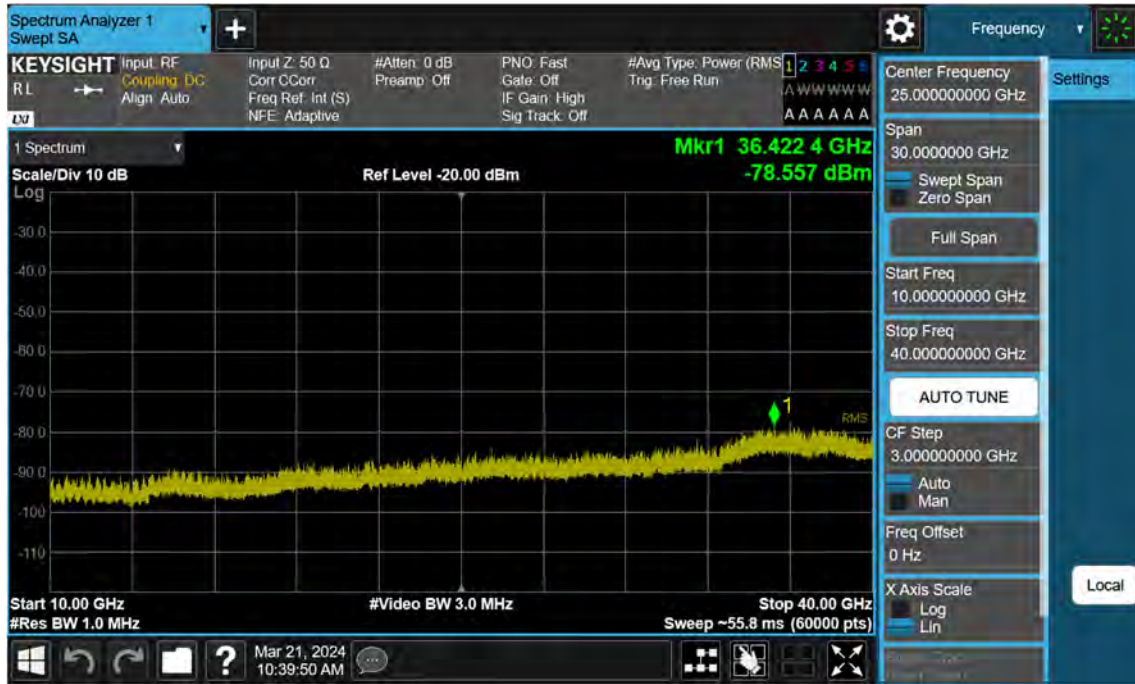 Spectrum Analyzer 1
Swept SA
+
Frequency
KEYSIGHT
RL
LXI
Input: RF
Coupling: DC
Align: Auto
Input Z: 50 Ω
Corr CCorr
Freq Ref: Int (S)
NFE: Adaptive
#Atten: 0 dB
Preamp: Off
PNO: Fast
Gate: Off
IF Gain: High
Sig Track: Off
#Avg Type: Power (RMS
Trig: Free Run
1 2 3 4 5 6
A W W W W W
A A A A A A
1 Spectrum
Scale/Div 10 dB
Ref Level -20.00 dBm
Mkr1 36.422 4 GHz
-78.557 dBm
Log
-30.0
-40.0
-50.0
-60.0
-70.0
-80.0
-90.0
-100
-110
1
RMS
Start 10.00 GHz
#Res BW 1.0 MHz
#Video BW 3.0 MHz
Stop 40.00 GHz
Sweep ~55.8 ms (60000 pts)
Center Frequency
25.000000000 GHz
Span
30.0000000 GHz
Swept Span
Zero Span
Full Span
Start Freq
10.000000000 GHz
Stop Freq
40.000000000 GHz
AUTO TUNE
CF Step
3.000000000 GHz
Auto
Man
Freq Offset
0 Hz
X Axis Scale
Log
Lin
Settings
Local
?
Mar 21, 2024
10:39:50 AM